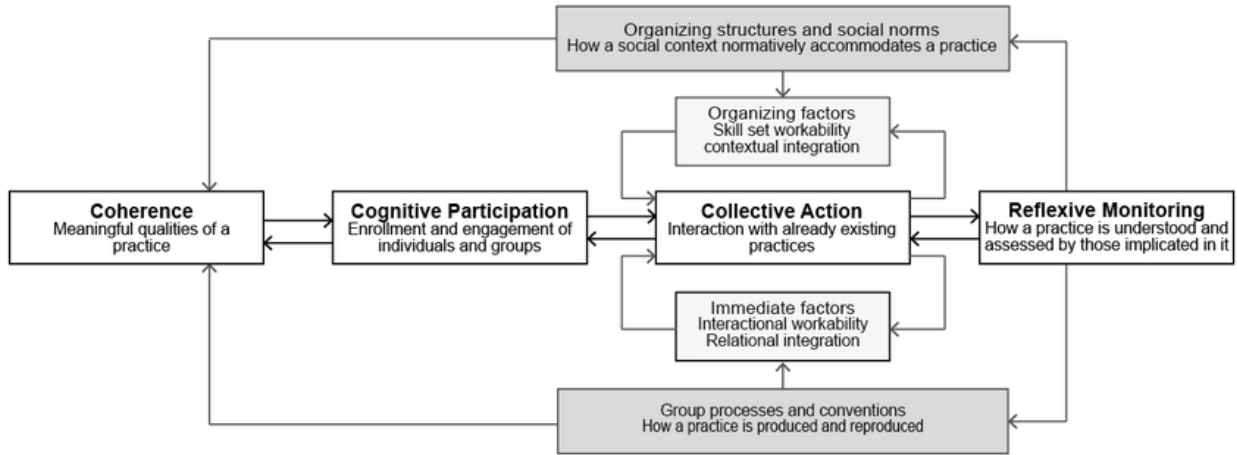 Organizing structures and social norms
How a social context normatively accommodates a practice
Organizing factors
Skill set workability
contextual integration
Coherence
Meaningful qualities of a
practice
Cognitive Participation
Enrollment and engagement of
individuals and groups
Collective Action
Interaction with already existing
practices
Reflexive Monitoring
How a practice is understood and
assessed by those implicated in it
Immediate factors
Interactional workability
Relational integration
Group processes and conventions
How a practice is produced and reproduced